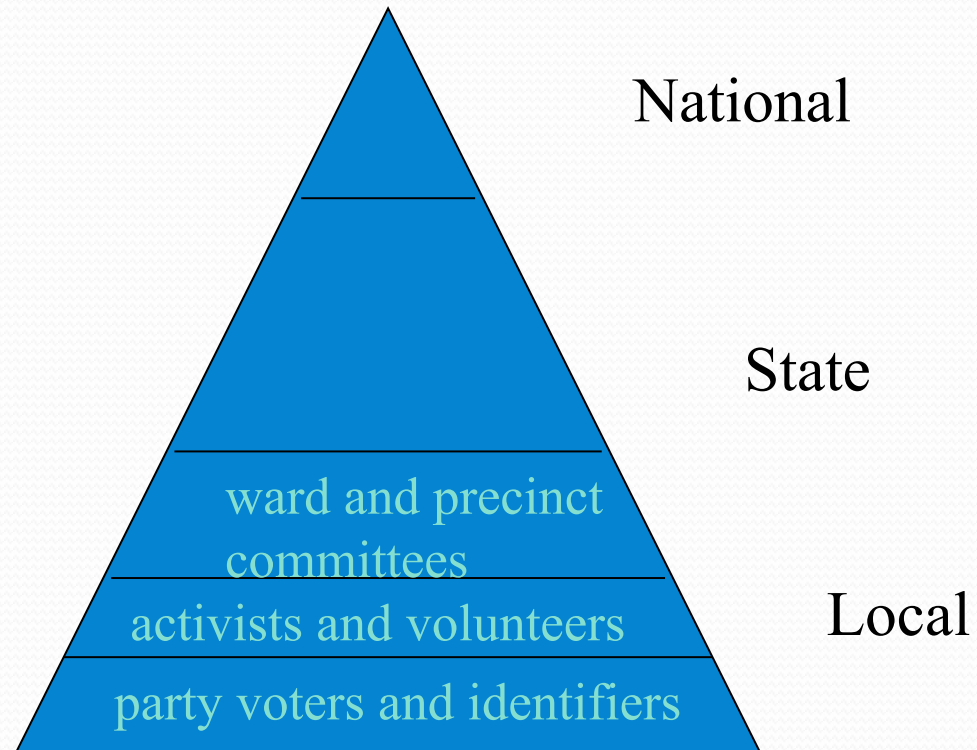 National
State
ward and precinct
committees
activists and volunteers
Local
party voters and identifiers